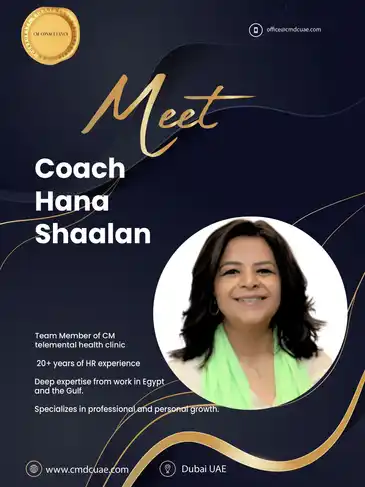 CM CONSULTANCY
office@cmdcuae.com
Meet
Coach
Hana
Shaalan
Team Member of CM
telemental health clinic
20+ years of HR experience
Deep expertise from work in Egypt
and the Gulf.
Specializes in professional and personal growth.
www.cmdcuae.com
Dubai UAE